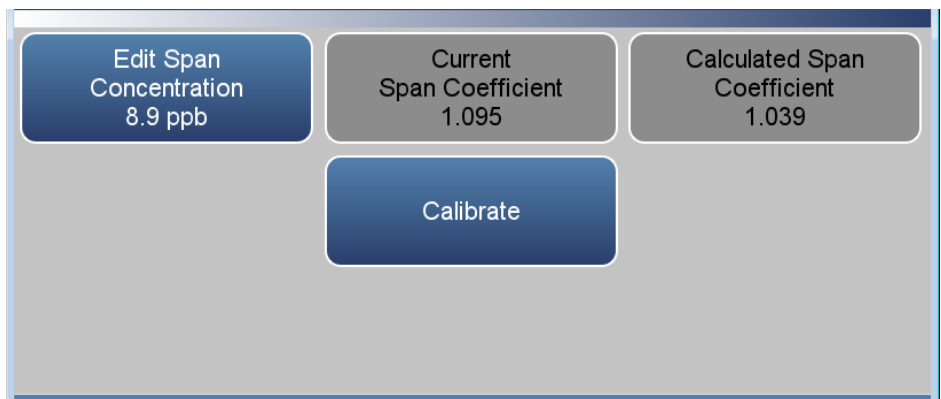 Edit Span
Concentration
8.9 ppb
Current
Span Coefficient
1.095
Calculated Span
Coefficient
1.039
Calibrate